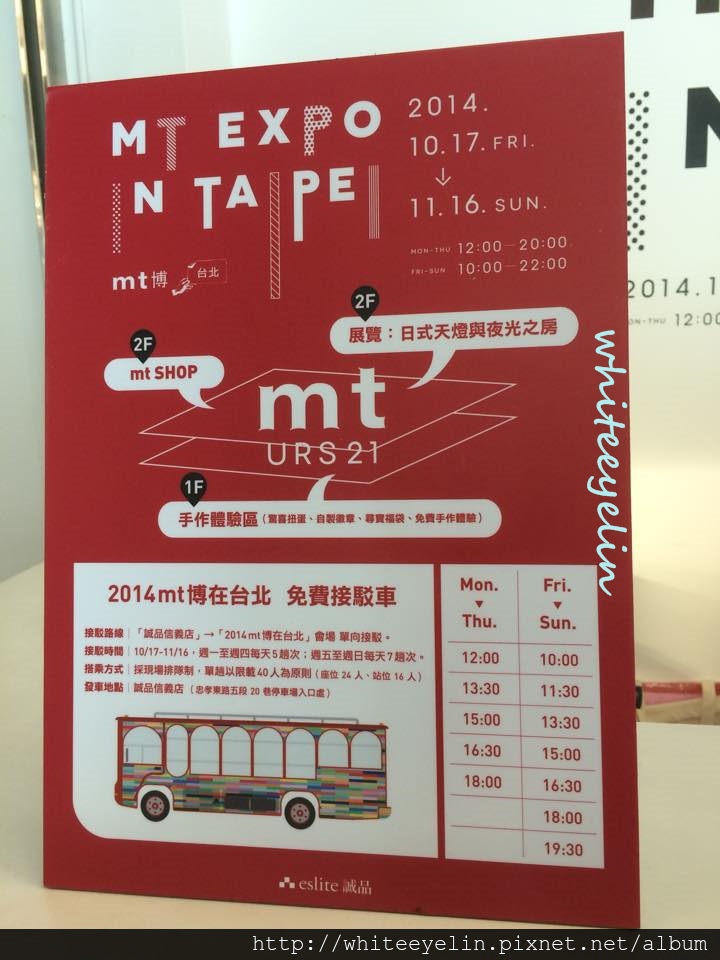 MT EXPO
IN TAIPEI
2014.
10.17. FRI.
↓
11.16. SUN.
MON-THU 12:00—20:00
FRI-SUN 10:00—22:00
mt博 台北
2F
展覽：日式天燈與夜光之房
2F
mt SHOP
mt
URS 21
1F
手作體驗區（驚喜扭蛋、自製徽章、尋寶福袋、免費手作體驗）
whiteeyelin
2014mt博在台北 免費接駁車
接駁路線｜「誠品信義店」→「2014mt博在台北」會場 單向接駁。
接駁時間｜10/17-11/16，週一至週四每天5趟次；週五至週日每天7趟次。
搭乘方式｜採現場排隊制，單趟以限載40人為原則（座位 24 人、站位 16 人）
發車地點｜誠品信義店（忠孝東路五段 20 巷停車場入口處）
Mon. ▼ Thu.
12:00
13:30
15:00
16:30
18:00
Fri. ▼ Sun.
10:00
11:30
13:30
15:00
16:30
18:00
19:30
eslite 誠品
IN
2014.1
ON-THU 12:00
http://whiteeyelin.pixnet.net/album